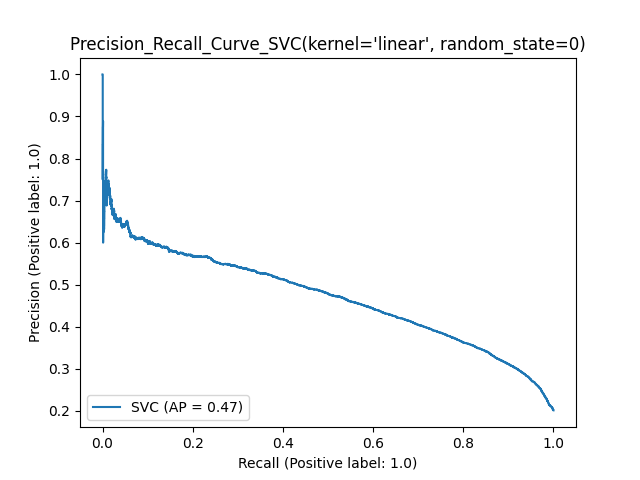 Precision_Recall_Curve_SVC(kernel='linear', random_state=0)
1.0
0.9
0.8
0.7
0.6
0.5
0.4
0.3
0.2
Precision (Positive label: 1.0)
SVC (AP = 0.47)
0.0 0.2 0.4 0.6 0.8 1.0
Recall (Positive label: 1.0)